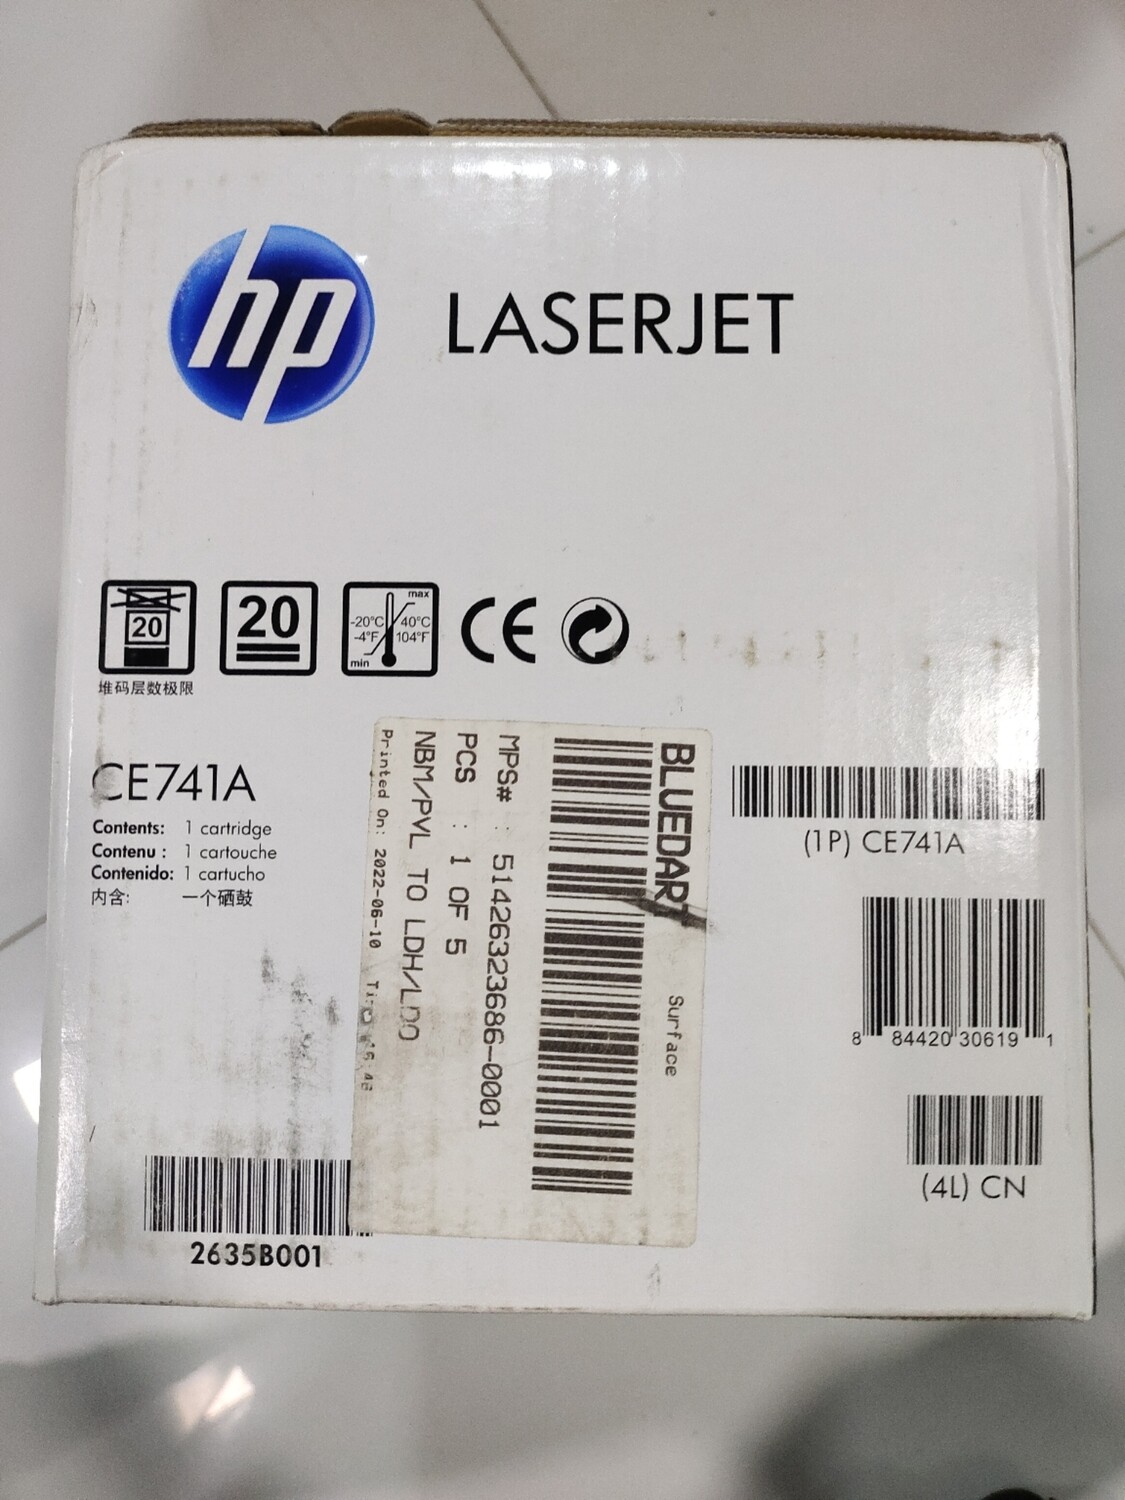 hp LASERJET
20
堆码层数极限
20
max
-20°C 40°C
-4°F 104°F
min
CE
CE741A
Contents: 1 cartridge
Contenu : 1 cartouche
Contenido: 1 cartucho
内含: 一个硒鼓
2635B001
BLUEDART
Surface
MPS# : 51426323686-0001
PCS : 1 OF 5
NBM/PYL TO LDH/LDO
Printed On: 2022-06-10
(1P) CE741A
8 84420 30619 1
(4L) CN